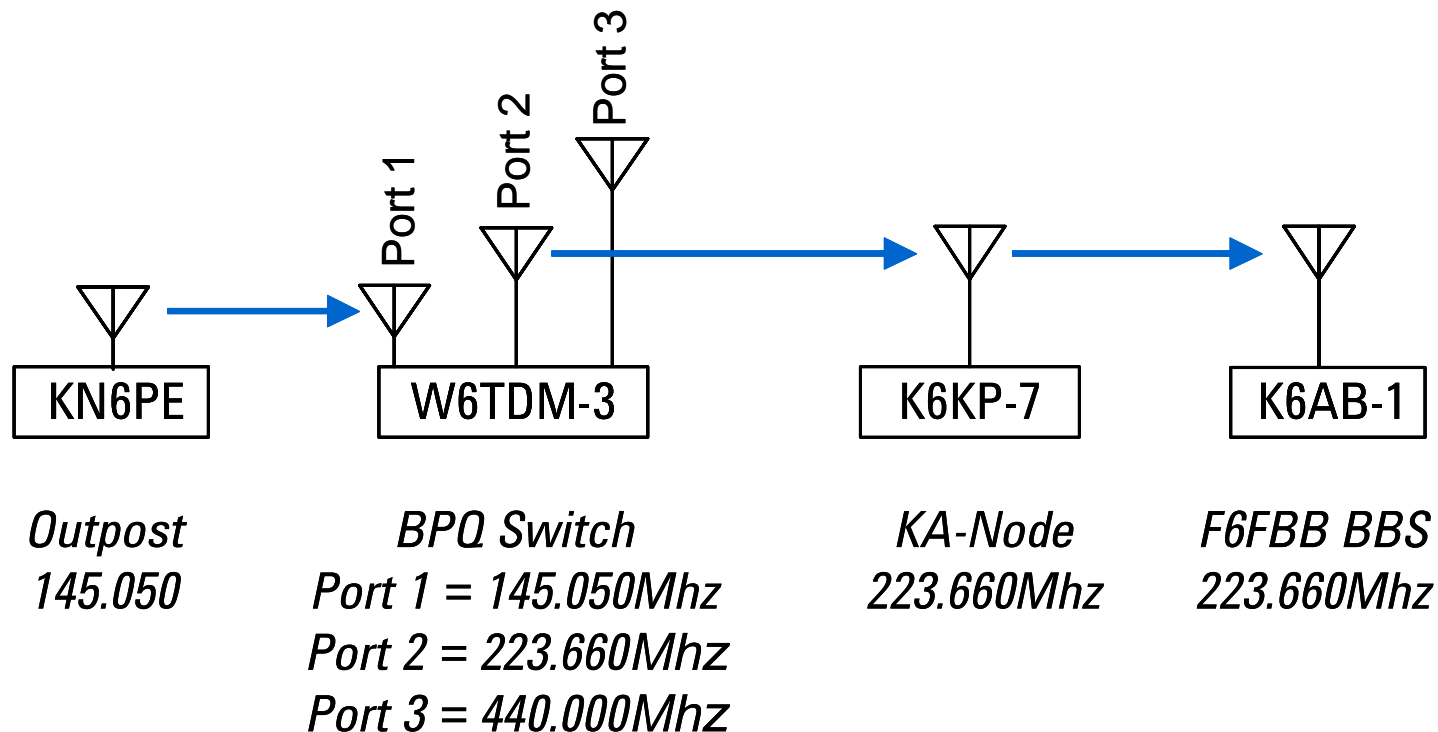 Port 1
Port 2
Port 3
KN6PE
W6TDM-3
K6KP-7
K6AB-1
Outpost
145.050
BPQ Switch
Port 1 = 145.050Mhz
Port 2 = 223.660Mhz
Port 3 = 440.000Mhz
KA-Node
223.660Mhz
F6FBB BBS
223.660Mhz